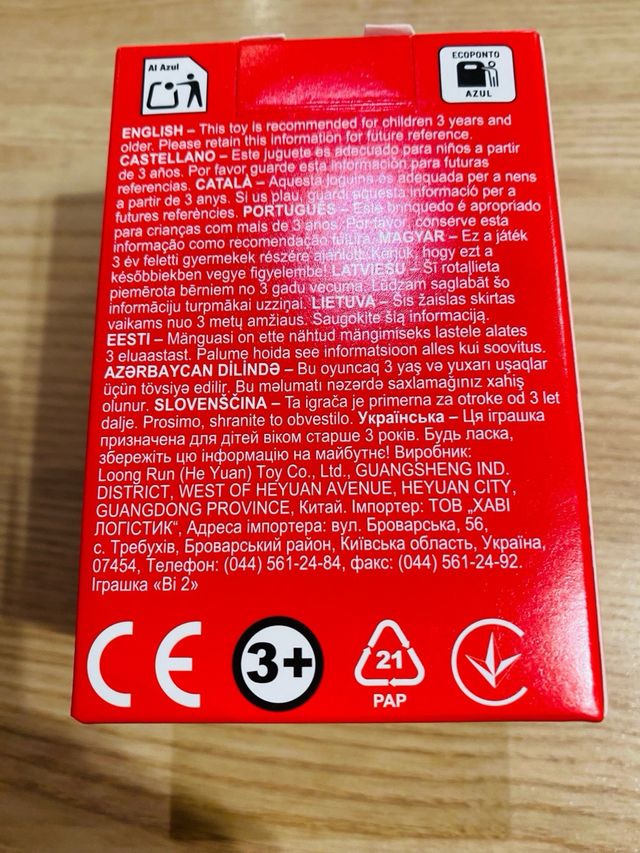 Al Azul
ECOPONTO
AZUL
ENGLISH – This toy is recommended for children 3 years and
older. Please retain this information for future reference.
CASTELLANO – Este juguete es adecuado para niños a partir
de 3 años. Por favor guarde esta información para futuras
referencias. CATALÀ – Aquesta joguina és adequada per a nens
a partir de 3 anys. Si us plau, guardi aquesta informació per a
futures referències. PORTUGUÊS – Este brinquedo é apropriado
para crianças com mais de 3 anos. Por favor, conserve esta
informação como recomendação futura. MAGYAR – Ez a játék
3 év feletti gyermekek részére ajánlott. Kérjük, hogy ezt a
későbbiekben vegye figyelembe! LATVIEŠU – Šī rotaļlieta
piemērota bērniem no 3 gadu vecuma. Lūdzam saglabāt šo
informāciju turpmākai uzziņai. LIETUVA – Šis žaislas skirtas
vaikams nuo 3 metų amžiaus. Saugokite šią informaciją.
EESTI – Mänguasi on ette nähtud mängimiseks lastele alates
3 eluaastast. Palume hoida see informatsioon alles kui soovitus.
AZƏRBAYCAN DİLİNDƏ – Bu oyuncaq 3 yaş və yuxarı uşaqlar
üçün tövsiyə edilir. Bu məlumatı nəzərdə saxlamağınız xahiş
olunur. SLOVENŠČINA – Ta igrača je primerna za otroke od 3 let
dalje. Prosimo, shranite to obvestilo. Українська – Ця іграшка
призначена для дітей віком старше 3 років. Будь ласка,
збережіть цю інформацію на майбутнє! Виробник:
Loong Run (He Yuan) Toy Co., Ltd., GUANGSHENG IND.
DISTRICT, WEST OF HEYUAN AVENUE, HEYUAN CITY,
GUANGDONG PROVINCE, Китай. Імпортер: ТОВ „ХАВІ
ЛОГІСТИК“, Адреса імпортера: вул. Броварська, 56,
с. Требухів, Броварський район, Київська область, Україна,
07454, Телефон: (044) 561-24-84, факс: (044) 561-24-92.
Іграшка «Ві 2»
CE 3+ 21
PAP